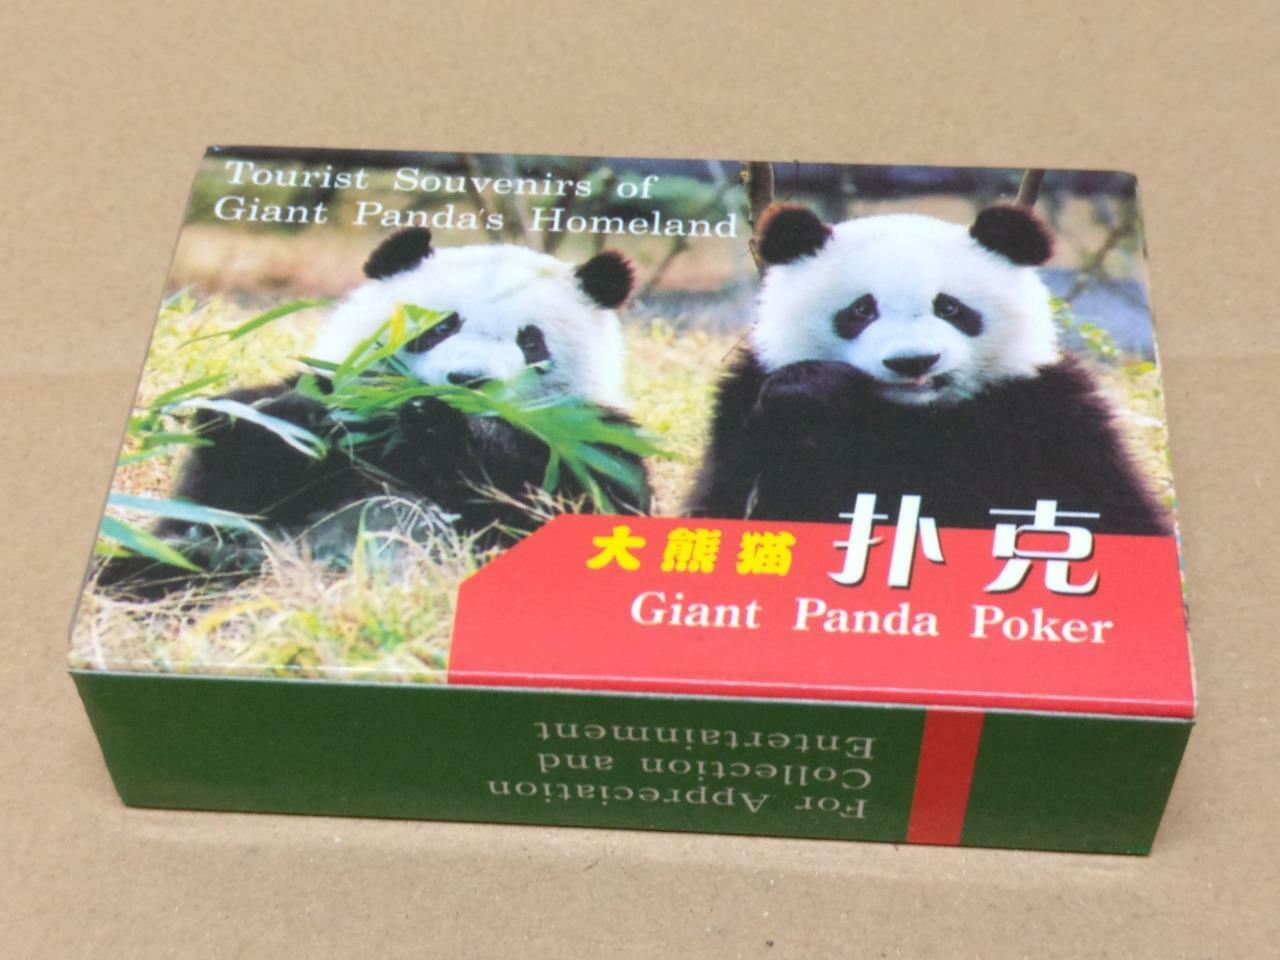 Tourist Souvenirs of
Giant Panda's Homeland
大熊猫 扑克
Giant Panda Poker
For Appreciation
Collection and
Entertainment